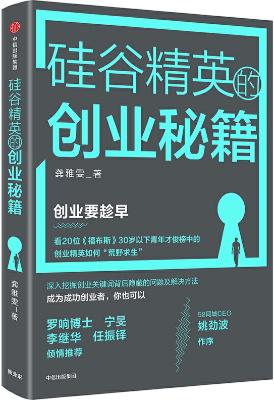 中信出版集团
硅谷精英的
创业秘籍
龚雅雯_著
创业要趁早
看20位《福布斯》30岁以下青年才俊榜中的
创业精英如何“荒野求生”
深入挖掘创业关键词背后隐藏的问题及解决方法
成为成功创业者，你也可以
罗响博士 宁旻
李继华 任振铎
倾情推荐
58同城CEO
姚劲波
作序
中信出版集团
硅谷精英的创业秘籍
龚雅雯_著